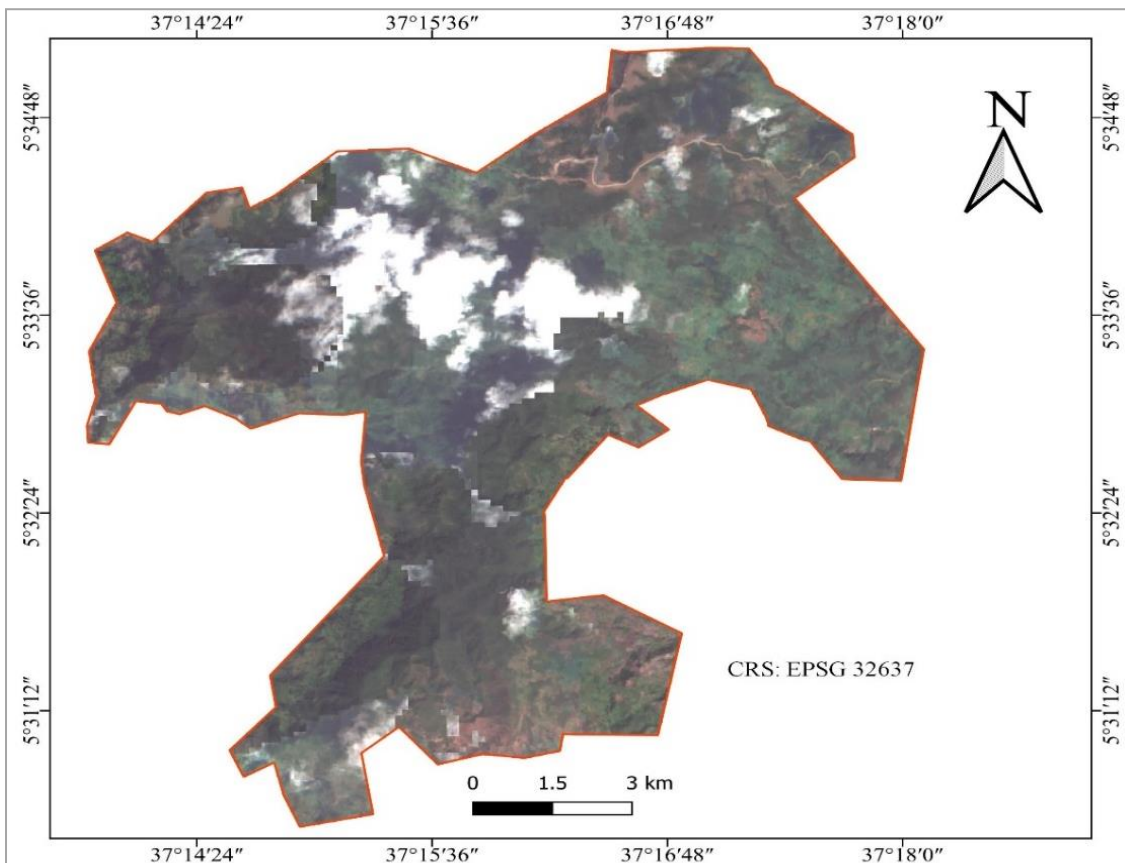 37°14′24″ 37°15′36″ 37°16′48″ 37°18′0″
N
5°34′48″ 5°34′48″
5°33′36″ 5°33′36″
5°32′24″ 5°32′24″
CRS: EPSG 32637
5°31′12″ 5°31′12″
0 1.5 3 km
37°14′24″ 37°15′36″ 37°16′48″ 37°18′0″